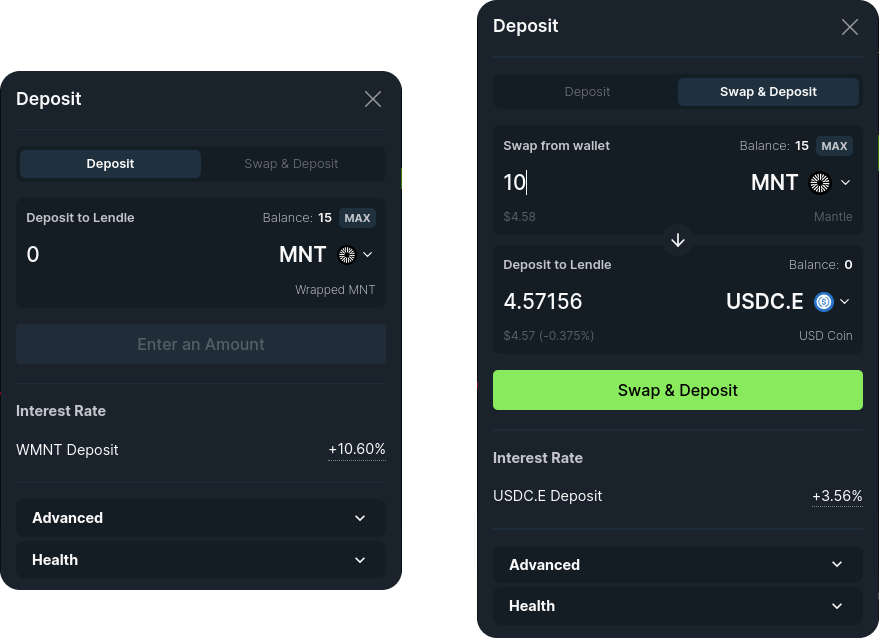 Deposit
Deposit Swap & Deposit
Deposit to Lendle Balance: 15 MAX
0 MNT
Wrapped MNT
Enter an Amount
Interest Rate
WMNT Deposit +10.60%
Advanced
Health
Deposit
Deposit Swap & Deposit
Swap from wallet Balance: 15 MAX
10 MNT
$4.58 Mantle
Deposit to Lendle Balance: 0
4.57156 USDC.E
$4.57 (-0.375%) USD Coin
Swap & Deposit
Interest Rate
USDC.E Deposit +3.56%
Advanced
Health